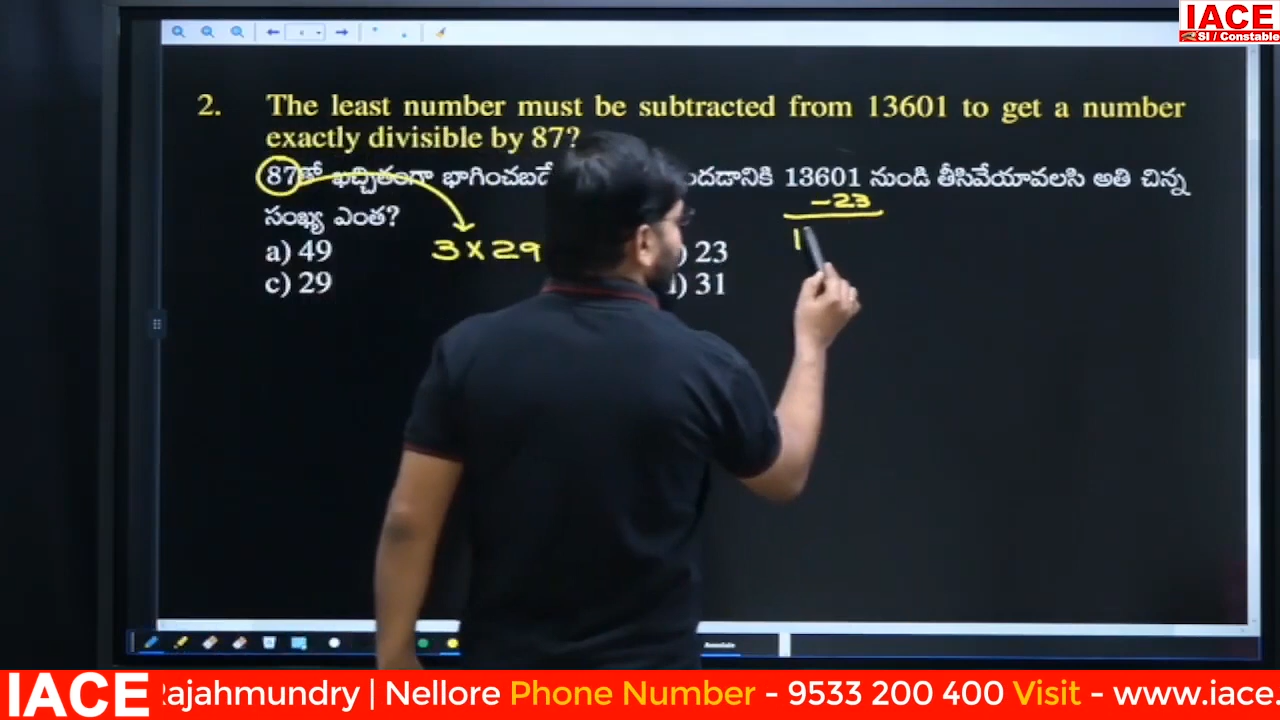 IACE
SI / Constable
2. The least number must be subtracted from 13601 to get a number
exactly divisible by 87?
87తో ఖచ్చితంగా 13601 నుండి తీసివేయావలసి అతి చిన్న
సంఖ్య ఎంత?
-23
a) 49
3 x 29
) 23
1
c) 29
) 31
IACE
Rajahmundry | Nellore Phone Number - 9533 200 400 Visit - www.iace.